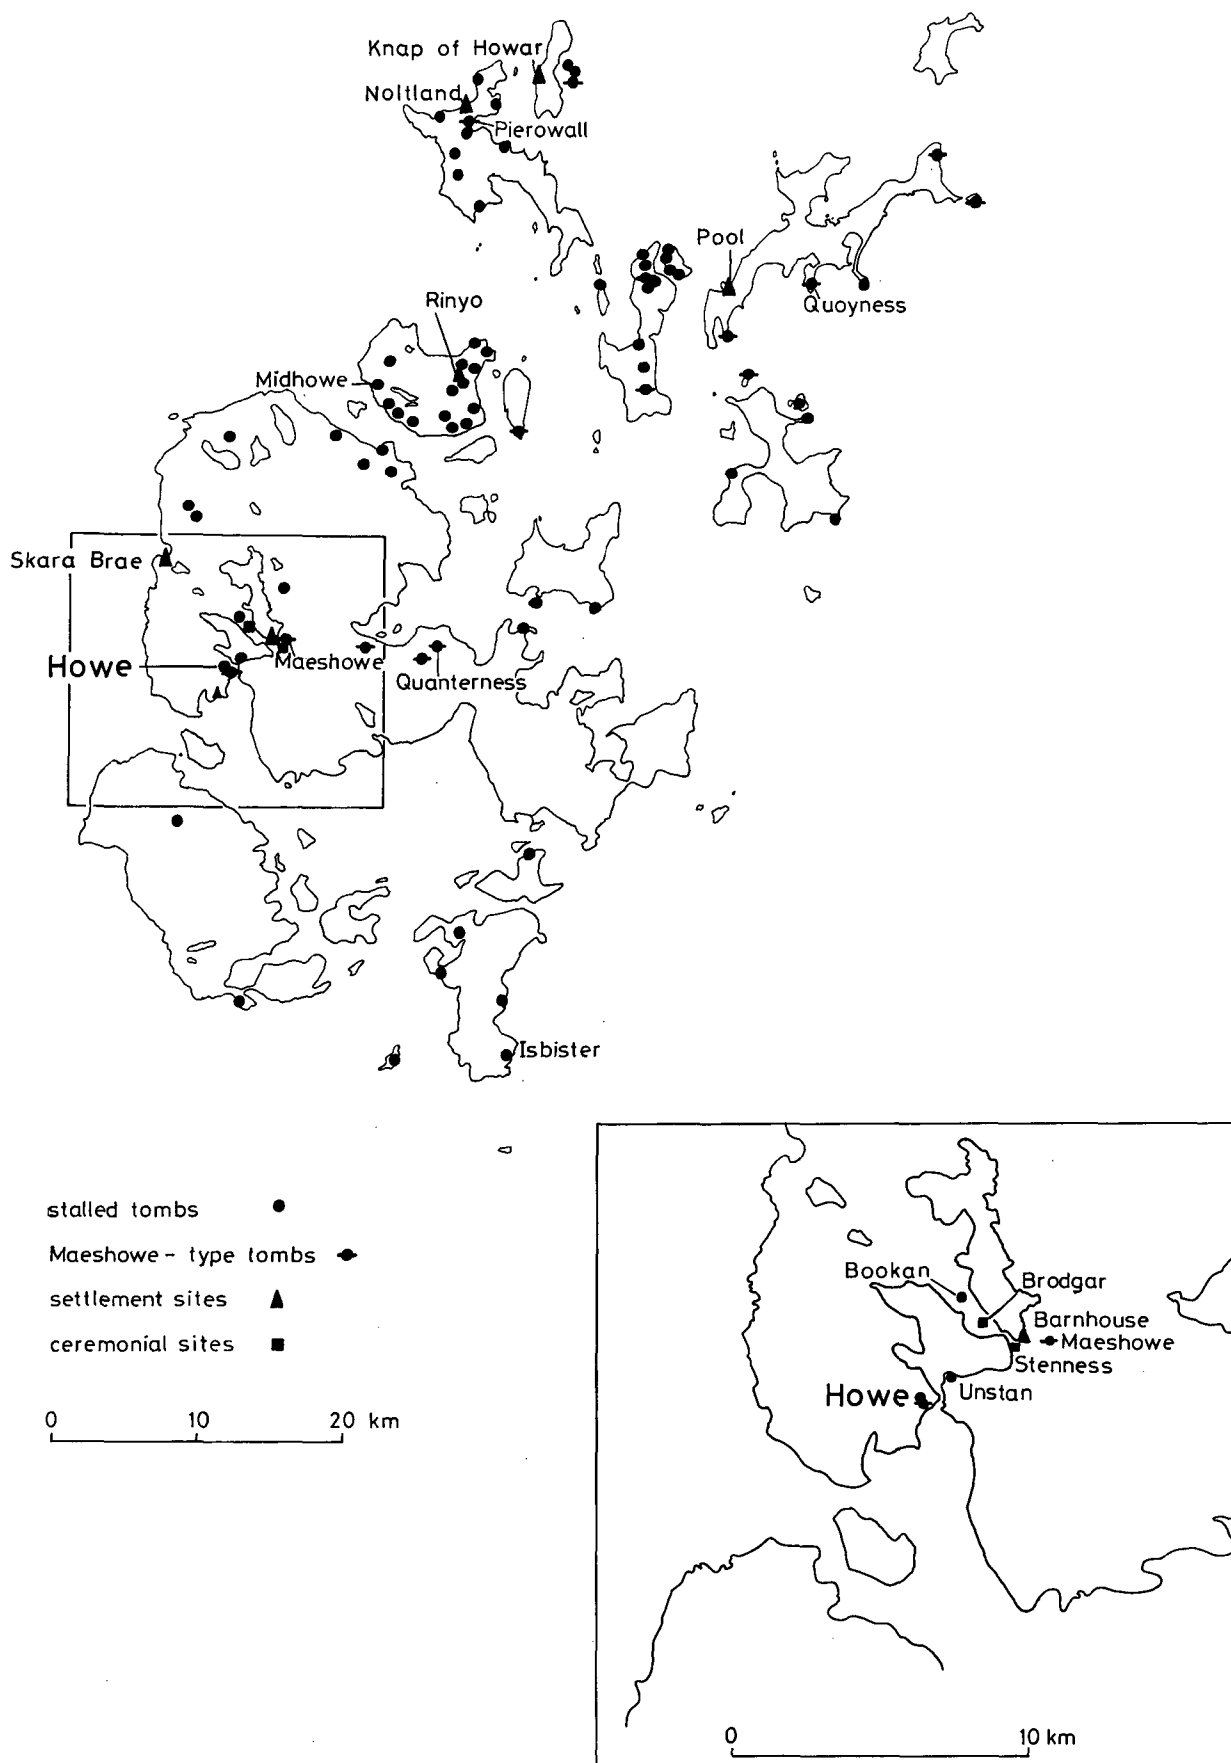 Knap of Howar
Noltland
Pierowall
Pool
Quoyness
Rinyo
Midhowe
Skara Brae
Howe
Maeshowe
Quanterness
Isbister
stalled tombs
Maeshowe - type tombs
settlement sites
ceremonial sites
0 10 20 km
Bookan
Brodgar
Barnhouse
Maeshowe
Stenness
Unstan
Howe
0 10 km